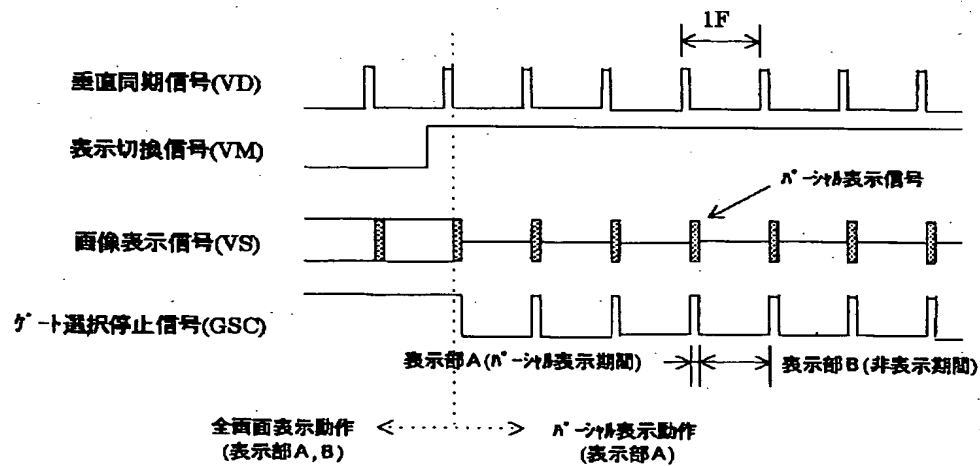 1F
垂直同期信号(VD)
表示切換信号(VM)
ﾊﾟｰｼｬﾙ表示信号
画像表示信号(VS)
ｹﾞｰﾄ選択停止信号(GSC)
表示部A(ﾊﾟｰｼｬﾙ表示期間)
表示部B(非表示期間)
全画面表示動作
(表示部A,B)
ﾊﾟｰｼｬﾙ表示動作
(表示部A)